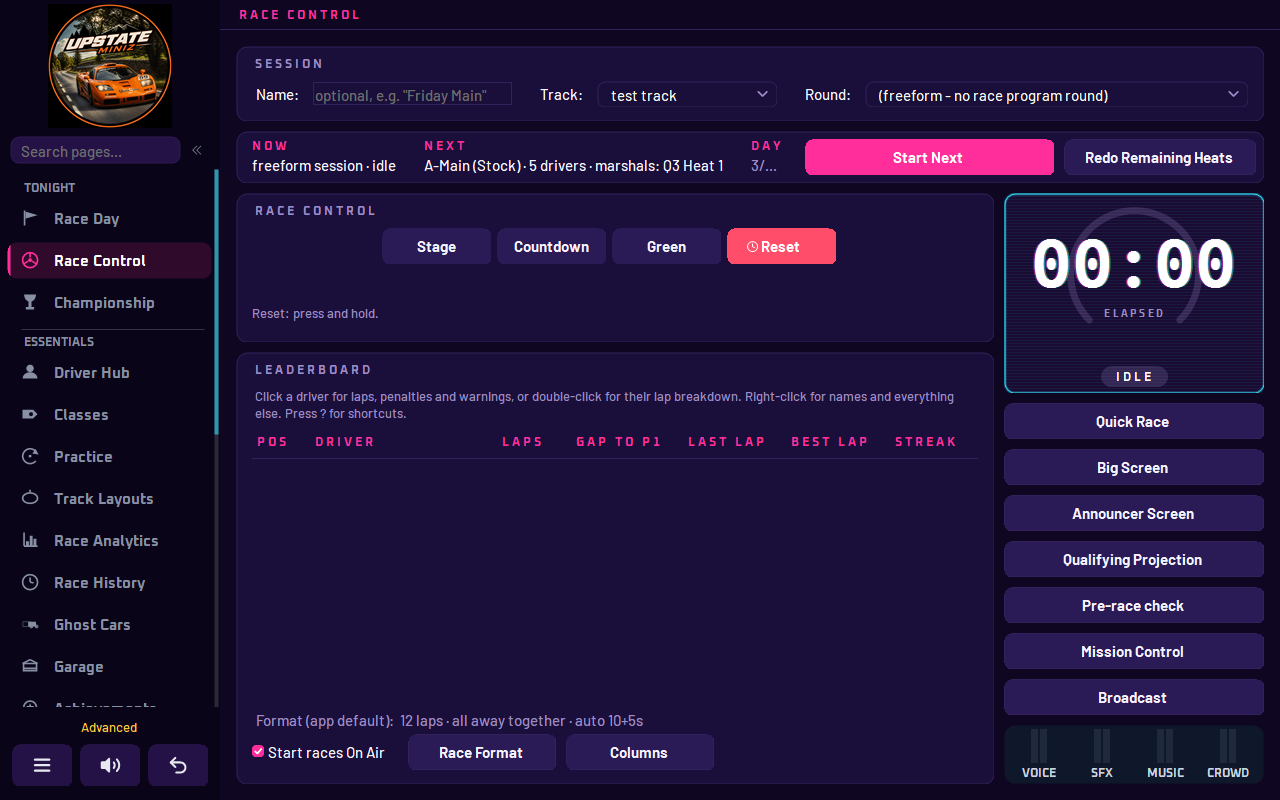 UPSTATE
MINIZ
Search pages...
TONIGHT
Race Day
Race Control
Championship
ESSENTIALS
Driver Hub
Classes
Practice
Track Layouts
Race Analytics
Race History
Ghost Cars
Garage
Advanced
RACE CONTROL
SESSION
Name: optional, e.g. "Friday Main" Track: test track Round: (freeform - no race program round)
NOW NEXT DAY
freeform session · idle A-Main (Stock) · 5 drivers · marshals: Q3 Heat 1 3/...
Start Next Redo Remaining Heats
RACE CONTROL
Stage Countdown Green Reset
Reset: press and hold.
LEADERBOARD
Click a driver for laps, penalties and warnings, or double-click for their lap breakdown. Right-click for names and everything
else. Press ? for shortcuts.
POS DRIVER LAPS GAP TO P1 LAST LAP BEST LAP STREAK
Format (app default): 12 laps · all away together · auto 10+5s
Start races On Air Race Format Columns
00:00
ELAPSED
IDLE
Quick Race
Big Screen
Announcer Screen
Qualifying Projection
Pre-race check
Mission Control
Broadcast
VOICE SFX MUSIC CROWD